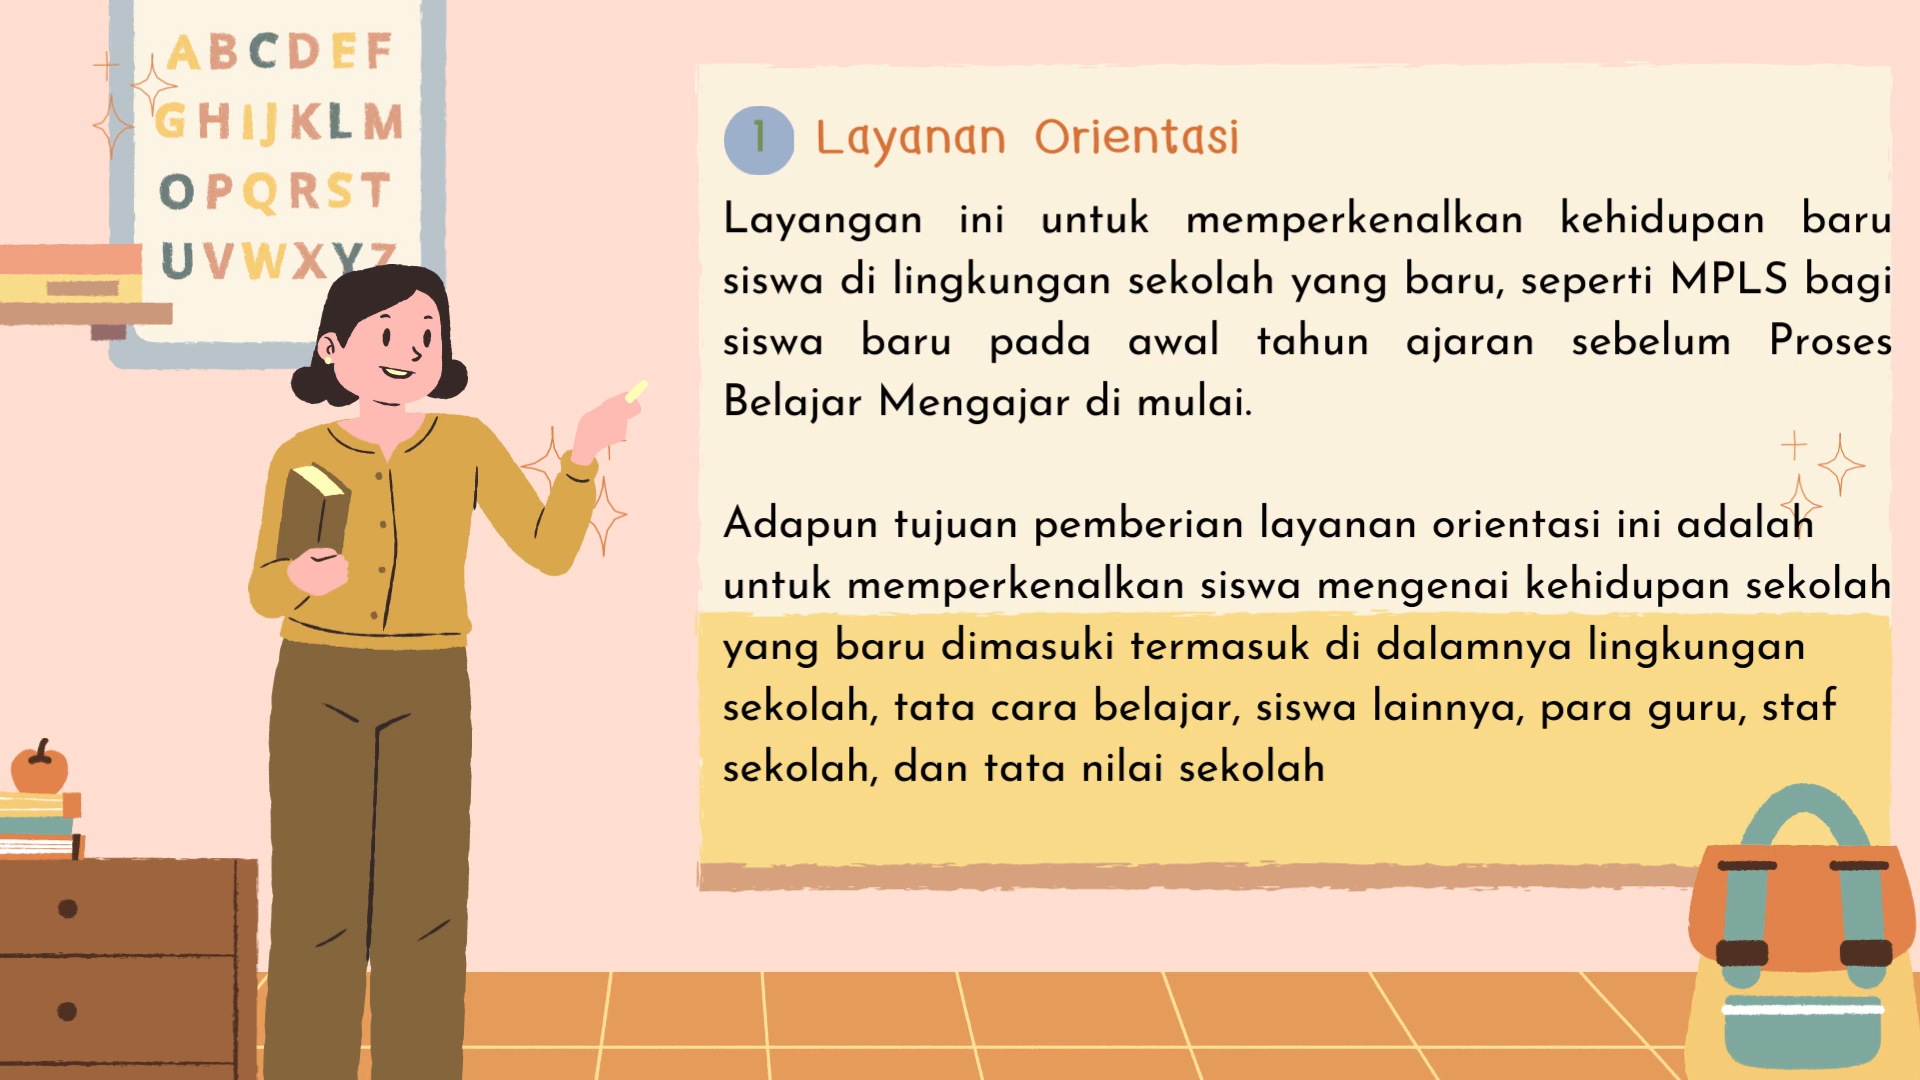 ABCDEF
GHIJKLM
OPQRST
UVWXYZ
1 Layanan Orientasi
Layangan ini untuk memperkenalkan kehidupan baru
siswa di lingkungan sekolah yang baru, seperti MPLS bagi
siswa baru pada awal tahun ajaran sebelum Proses
Belajar Mengajar di mulai.
Adapun tujuan pemberian layanan orientasi ini adalah
untuk memperkenalkan siswa mengenai kehidupan sekolah
yang baru dimasuki termasuk di dalamnya lingkungan
sekolah, tata cara belajar, siswa lainnya, para guru, staf
sekolah, dan tata nilai sekolah